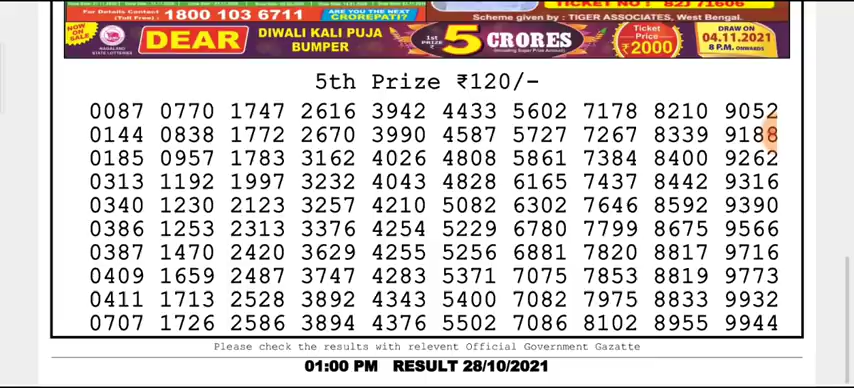 For Details Contact: 1800 103 6711
(Toll Free)
ARE YOU THE NEXT
CROREPATI?
TICKET NO : 82J 71606
Scheme given by : TIGER ASSOCIATES, West Bengal.
NOW ON SALE
NAGALAND
STATE LOTTERIES
DEAR
DIWALI KALI PUJA
BUMPER
1st PRIZE ₹ 5 CRORES
(Including Super Prize Amount)
Ticket
Price
₹2000
DRAW ON
04.11.2021
8 P.M. ONWARDS
5th Prize ₹120/-
0087 0770 1747 2616 3942 4433 5602 7178 8210 9052
0144 0838 1772 2670 3990 4587 5727 7267 8339 9188
0185 0957 1783 3162 4026 4808 5861 7384 8400 9262
0313 1192 1997 3232 4043 4828 6165 7437 8442 9316
0340 1230 2123 3257 4210 5082 6302 7646 8592 9390
0386 1253 2313 3376 4254 5229 6780 7799 8675 9566
0387 1470 2420 3629 4255 5256 6881 7820 8817 9716
0409 1659 2487 3747 4283 5371 7075 7853 8819 9773
0411 1713 2528 3892 4343 5400 7082 7975 8833 9932
0707 1726 2586 3894 4376 5502 7086 8102 8955 9944
Please check the results with relevent Official Government Gazatte
01:00 PM RESULT 28/10/2021